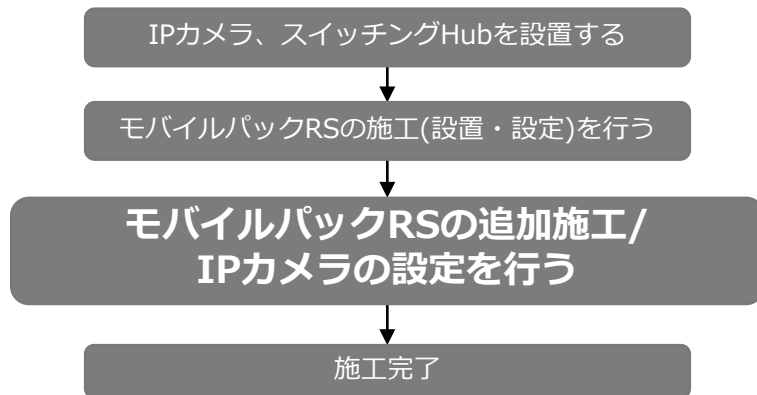 IPカメラ、スイッチングHubを設置する
モバイルパックRSの施工(設置・設定)を行う
モバイルパックRSの追加施工/
IPカメラの設定を行う
施工完了